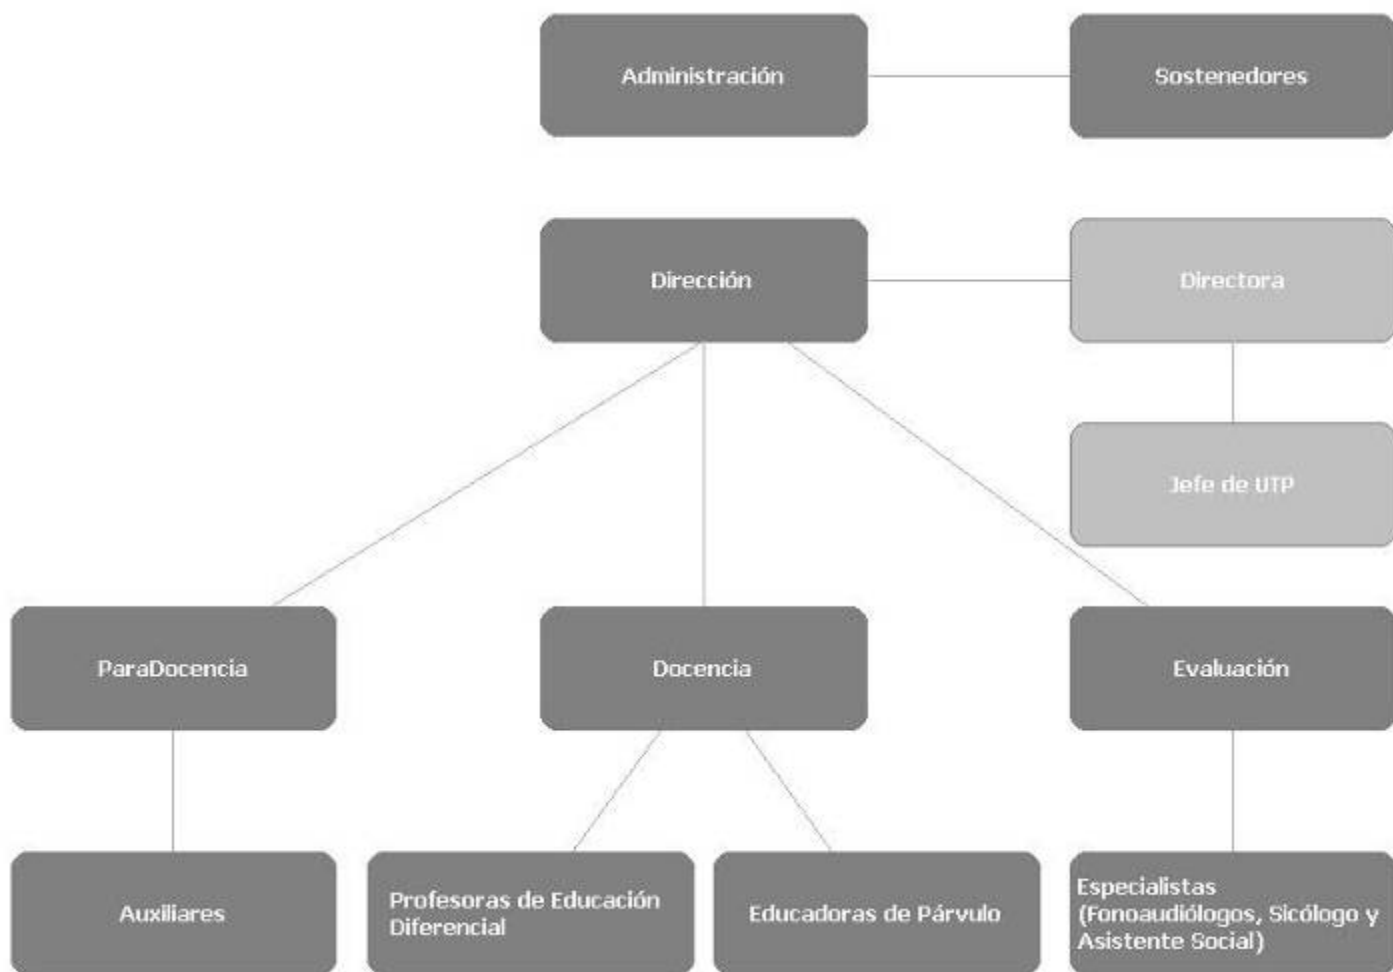 Administración
Sostenedores
Dirección
Directora
Jefe de UTP
ParaDocencia
Docencia
Evaluación
Auxiliares
Profesoras de Educación
Diferencial
Educadoras de Párvulo
Especialistas
(Fonoaudiólogos, Sicólogo y
Asistente Social)